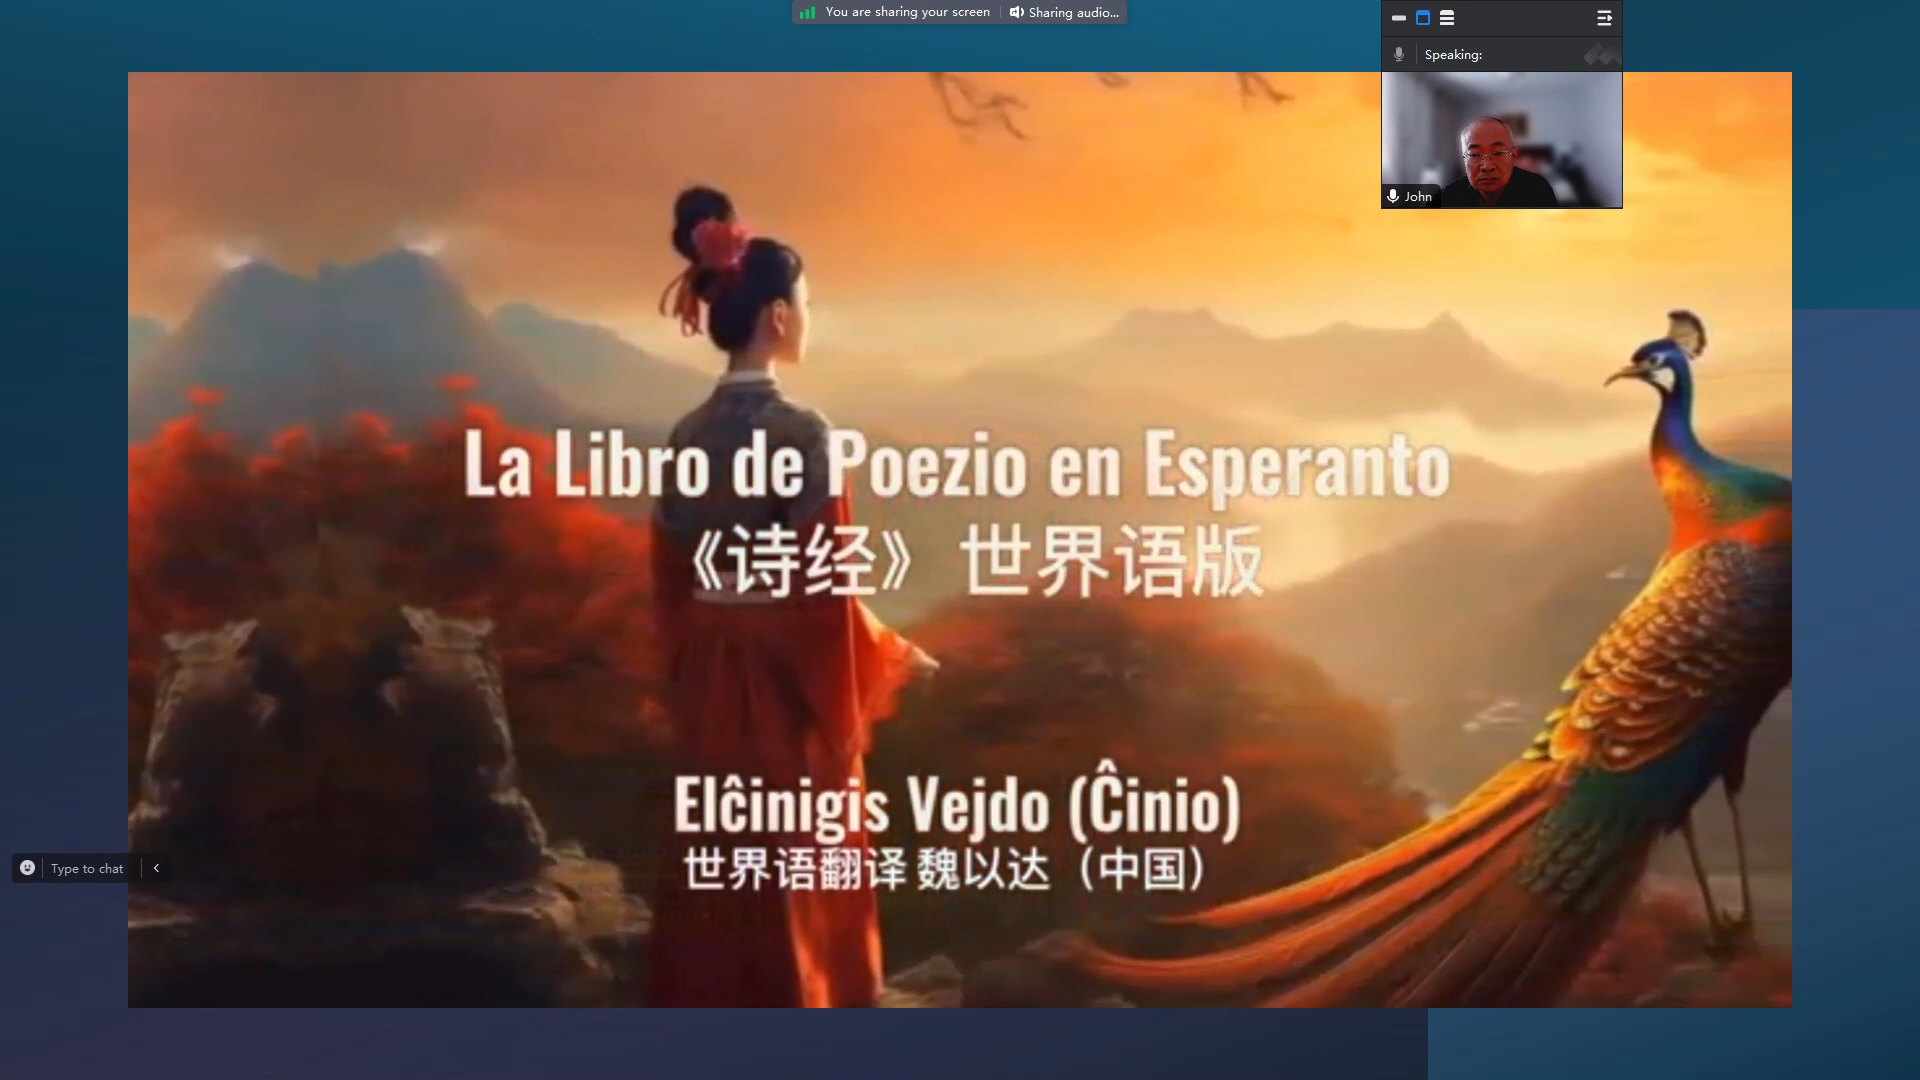 You are sharing your screen
Sharing audio...
Speaking:
John
La Libro de Poezio en Esperanto
《诗经》 世界语版
Elĉinigis Vejdo (Ĉinio)
世界语翻译 魏以达（中国）
Type to chat